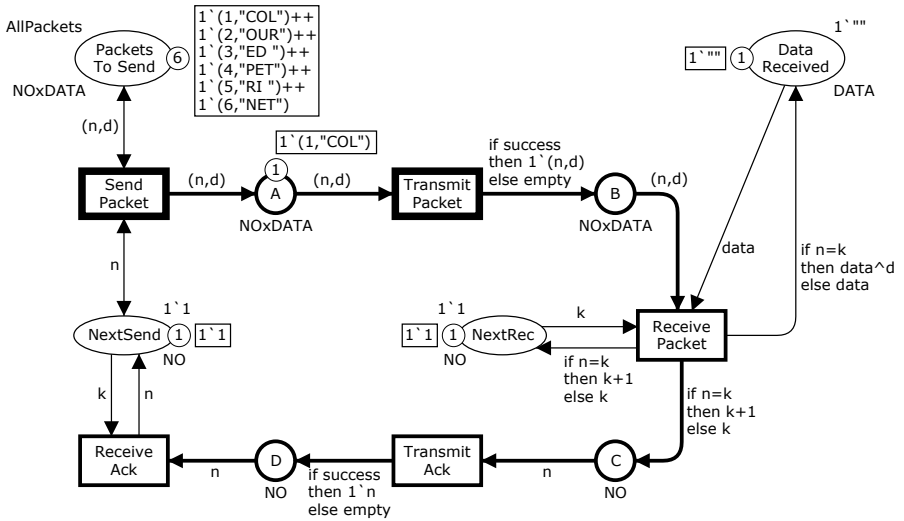 AllPackets
Packets
To Send
6
1`(1,"COL")++
1`(2,"OUR")++
1`(3,"ED ")++
1`(4,"PET")++
1`(5,"RI ")++
1`(6,"NET")
NOxDATA
1`""
1`""
1
Data
Received
DATA
(n,d)
1`(1,"COL")
1
Send
Packet
(n,d)
A
NOxDATA
(n,d)
Transmit
Packet
if success
then 1`(n,d)
else empty
B
NOxDATA
(n,d)
n
data
if n=k
then data^d
else data
1`1
NextSend
1
1`1
NO
1`1
1`1
1
NextRec
NO
k
if n=k
then k+1
else k
Receive
Packet
k
n
if n=k
then k+1
else k
Receive
Ack
n
D
NO
if success
then 1`n
else empty
Transmit
Ack
n
C
NO